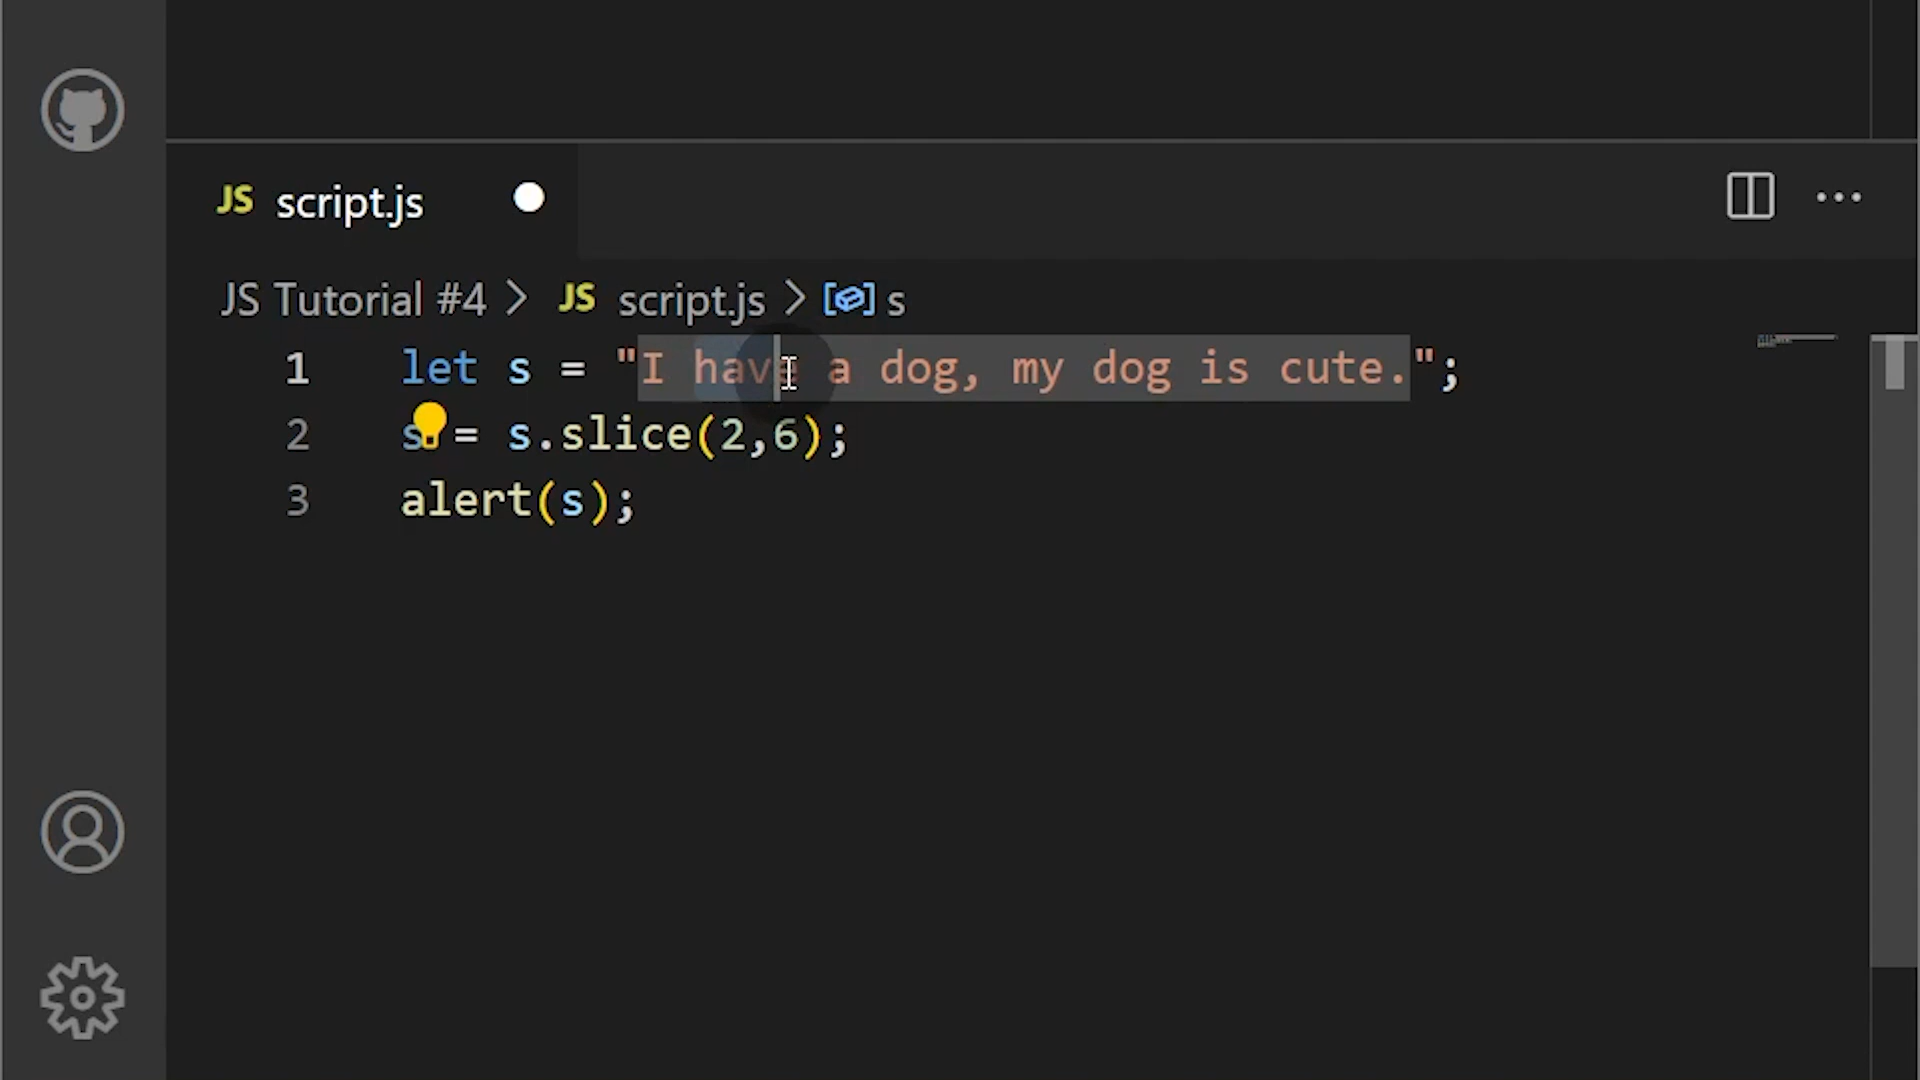 JS script.js
JS Tutorial #4 > JS script.js > s
1 let s = "I have a dog, my dog is cute.";
2 s = s.slice(2,6);
3 alert(s);